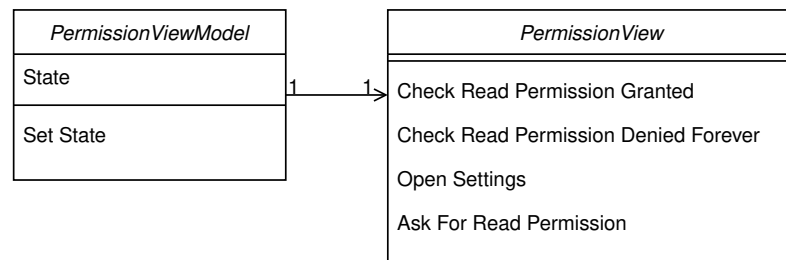 PermissionViewModel
State
Set State
1
1
PermissionView
Check Read Permission Granted
Check Read Permission Denied Forever
Open Settings
Ask For Read Permission